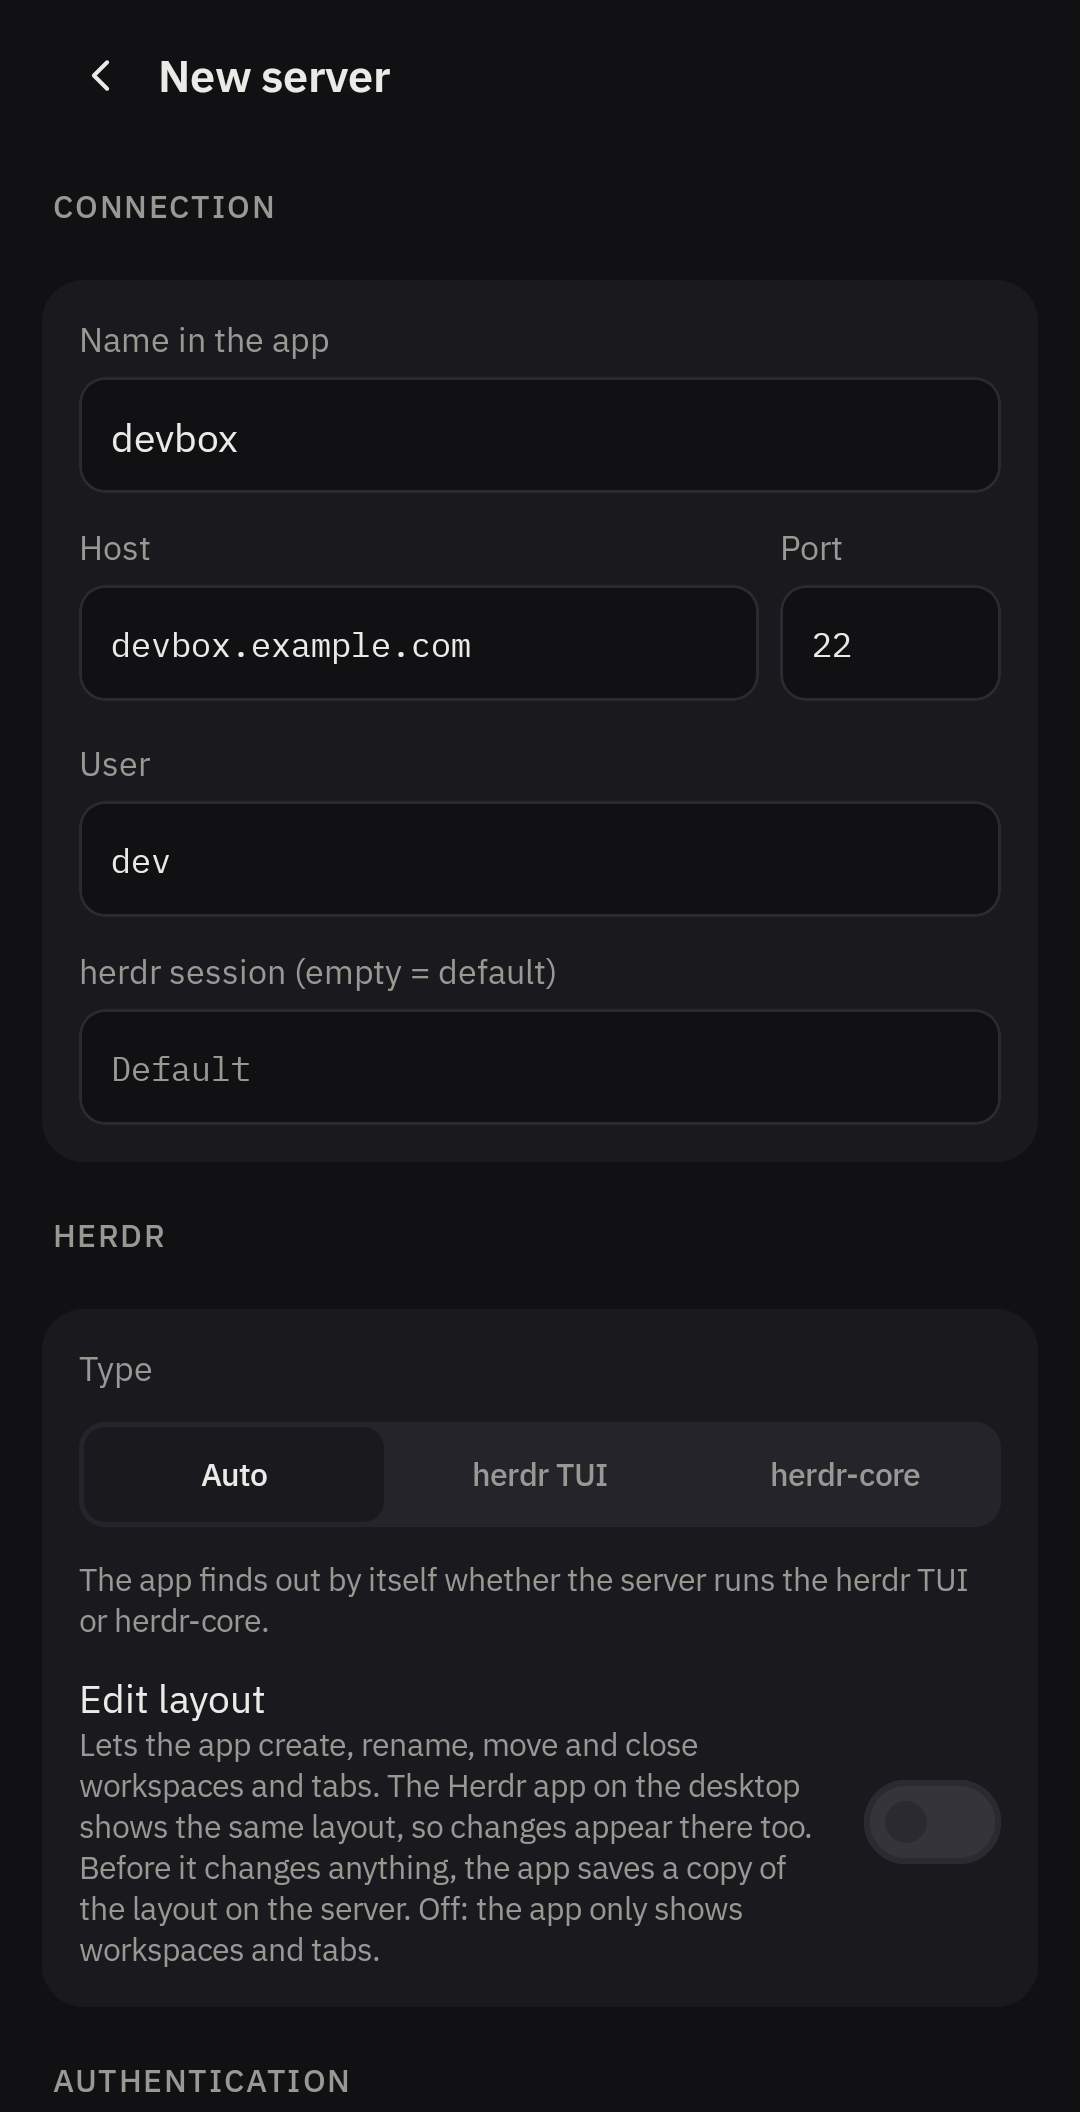 New server
CONNECTION
Name in the app
devbox
Host
Port
devbox.example.com
22
User
dev
herdr session (empty = default)
Default
HERDR
Type
Auto
herdr TUI
herdr-core
The app finds out by itself whether the server runs the herdr TUI
or herdr-core.
Edit layout
Lets the app create, rename, move and close
workspaces and tabs. The Herdr app on the desktop
shows the same layout, so changes appear there too.
Before it changes anything, the app saves a copy of
the layout on the server. Off: the app only shows
workspaces and tabs.
AUTHENTICATION